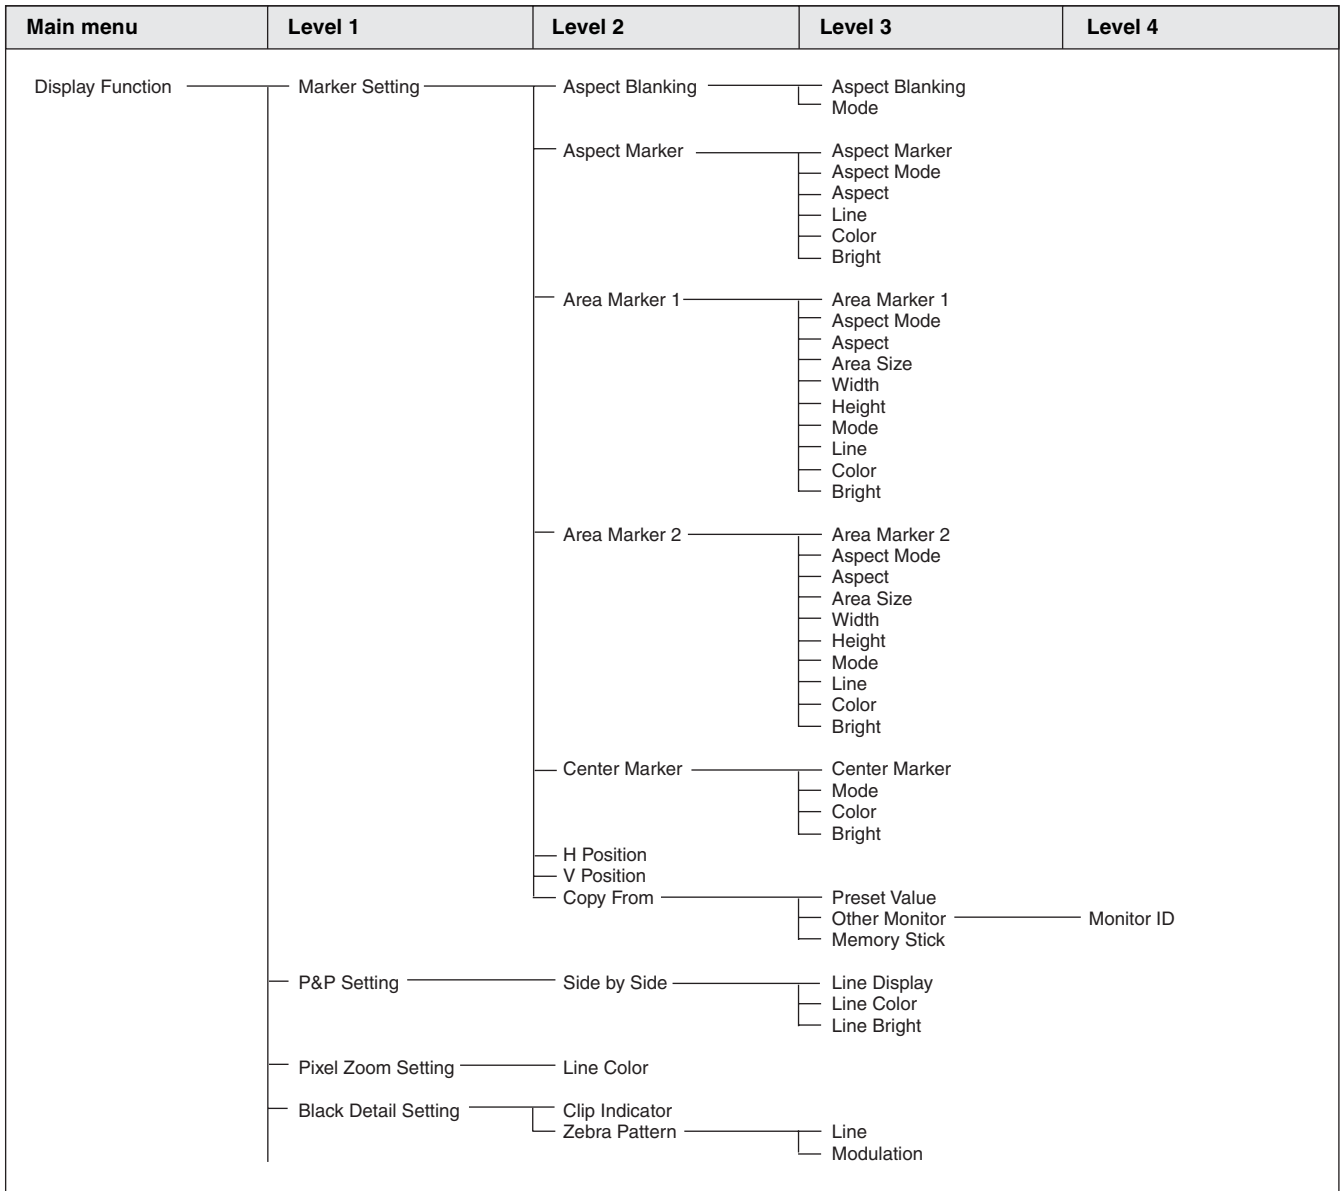 Main menu Level 1 Level 2 Level 3 Level 4
Display Function Marker Setting Aspect Blanking Aspect Blanking
Mode
Aspect Marker Aspect Marker
Aspect Mode
Aspect
Line
Color
Bright
Area Marker 1 Area Marker 1
Aspect Mode
Aspect
Area Size
Width
Height
Mode
Line
Color
Bright
Area Marker 2 Area Marker 2
Aspect Mode
Aspect
Area Size
Width
Height
Mode
Line
Color
Bright
Center Marker Center Marker
Mode
Color
Bright
H Position
V Position
Copy From Preset Value
Other Monitor Monitor ID
Memory Stick
P&P Setting Side by Side Line Display
Line Color
Line Bright
Pixel Zoom Setting Line Color
Black Detail Setting Clip Indicator
Zebra Pattern Line
Modulation